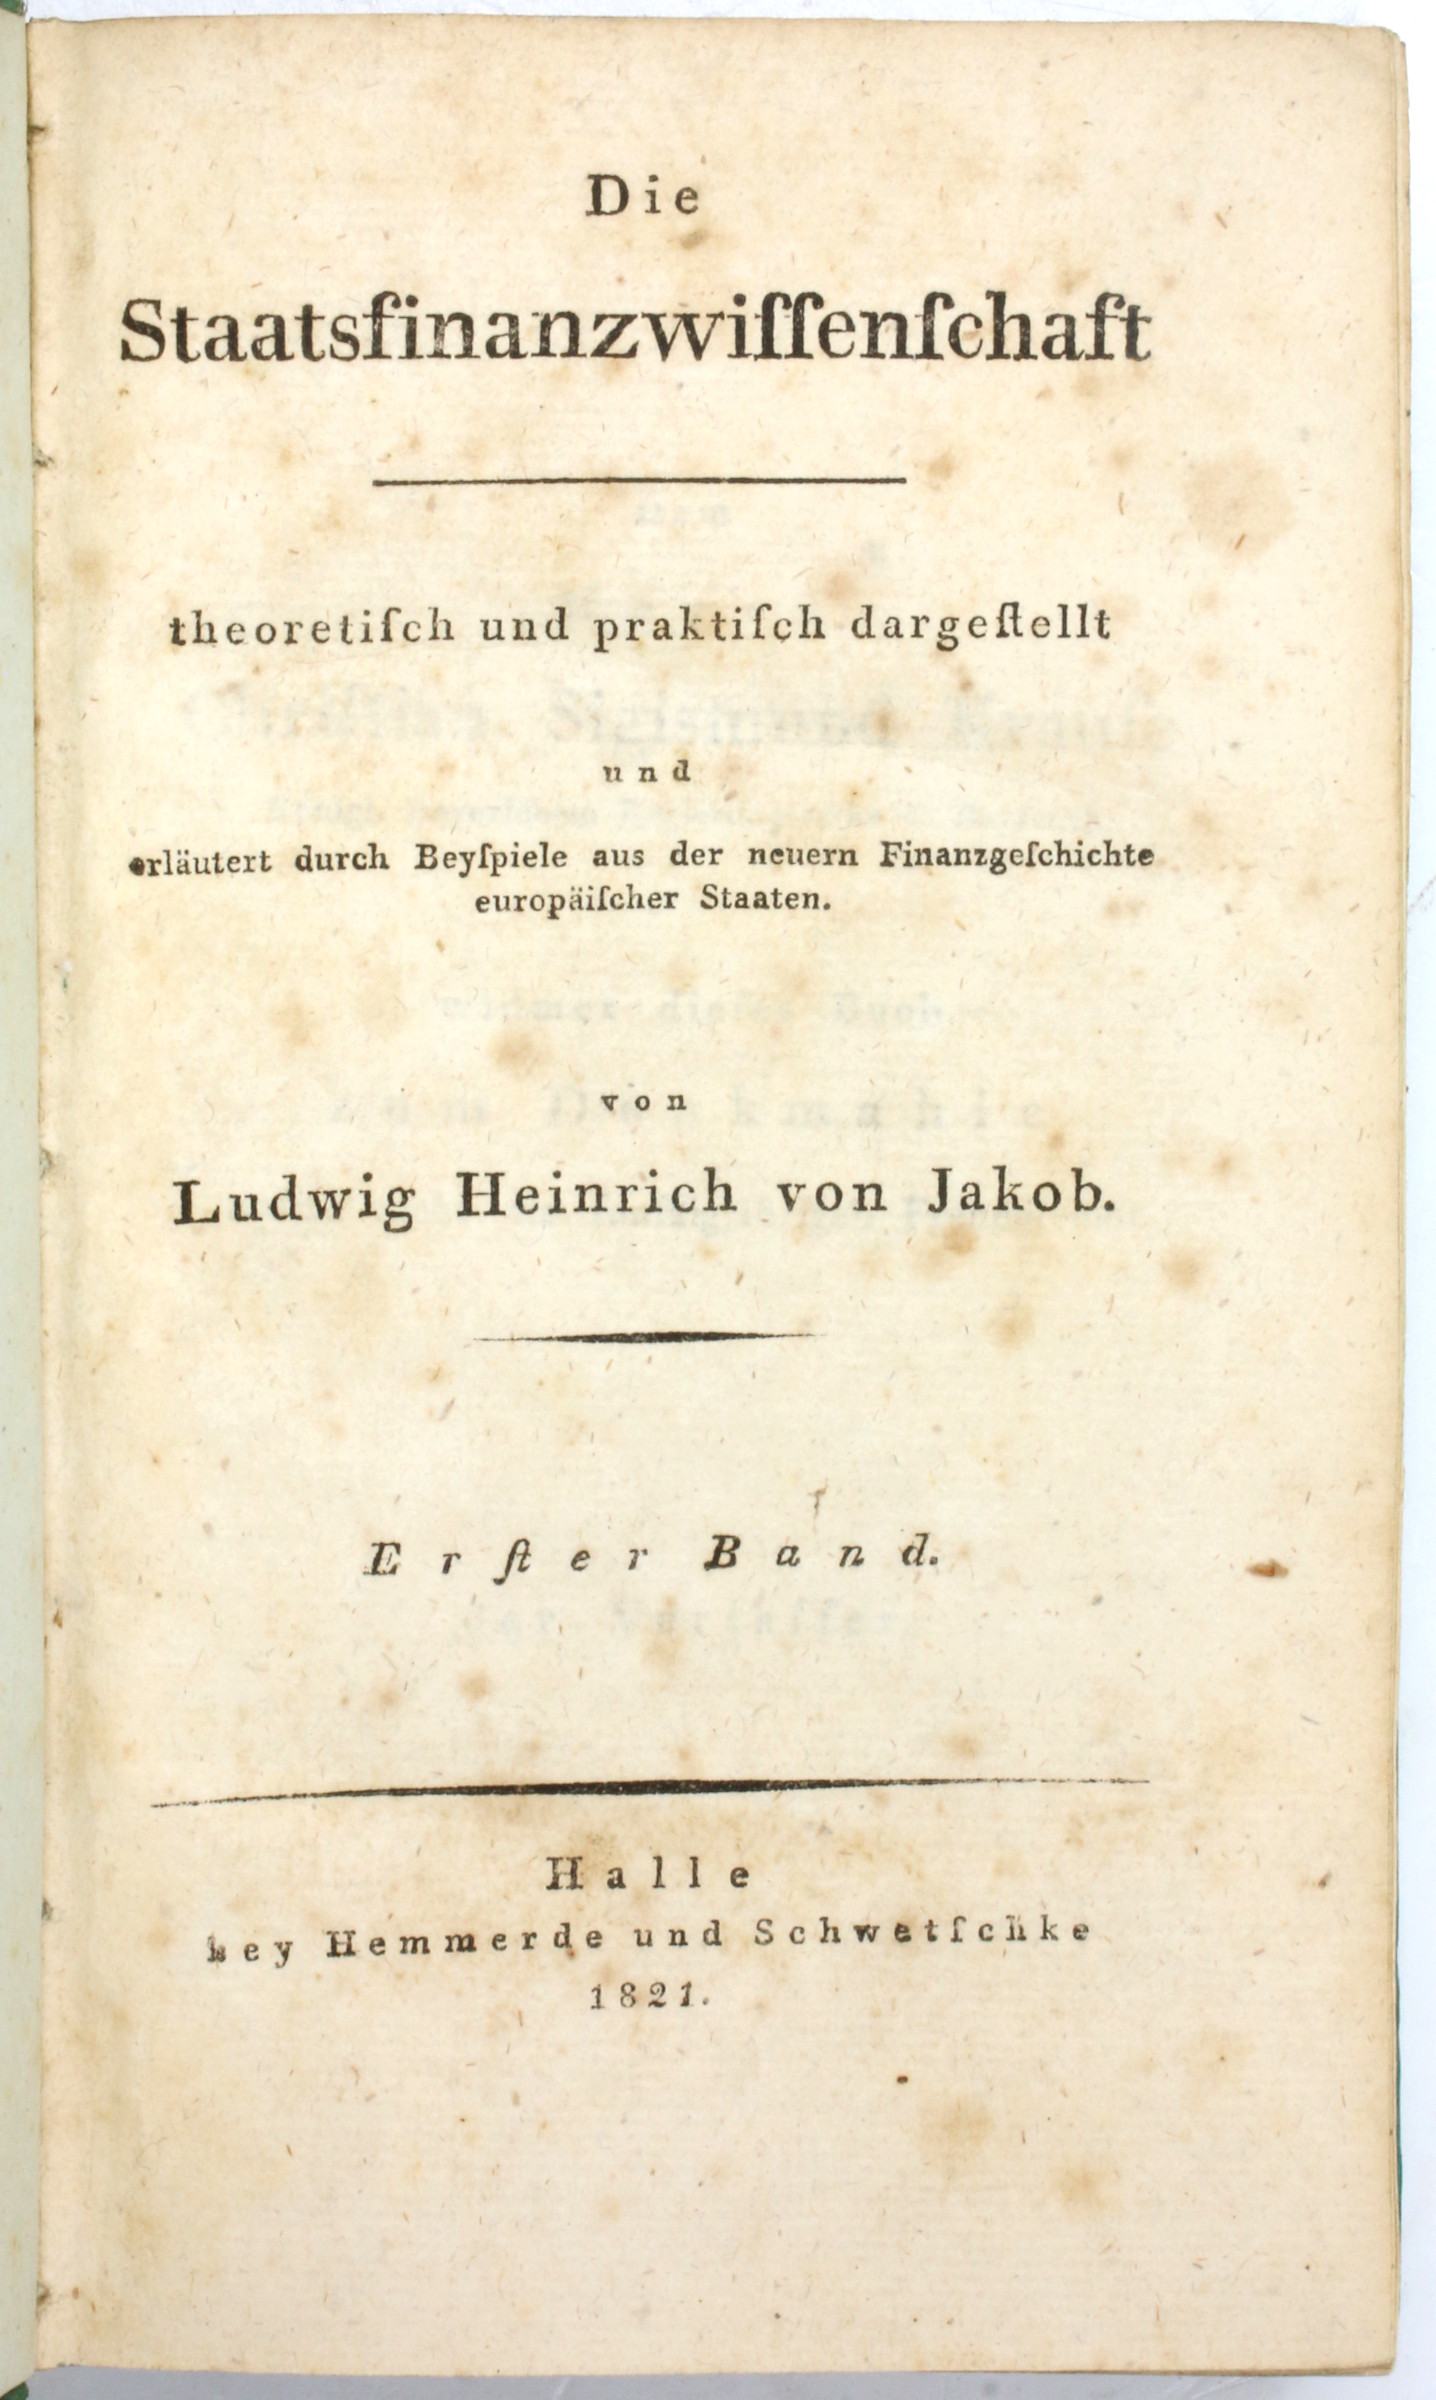 Die
Staatsfinanzwiſſenſchaft
theoretiſch und praktiſch dargeſtellt
und
erläutert durch Beyſpiele aus der neuern Finanzgeſchichte
europäiſcher Staaten.
von
Ludwig Heinrich von Jakob.
Erſter Band.
Halle
bey Hemmerde und Schwetſchke
1821.